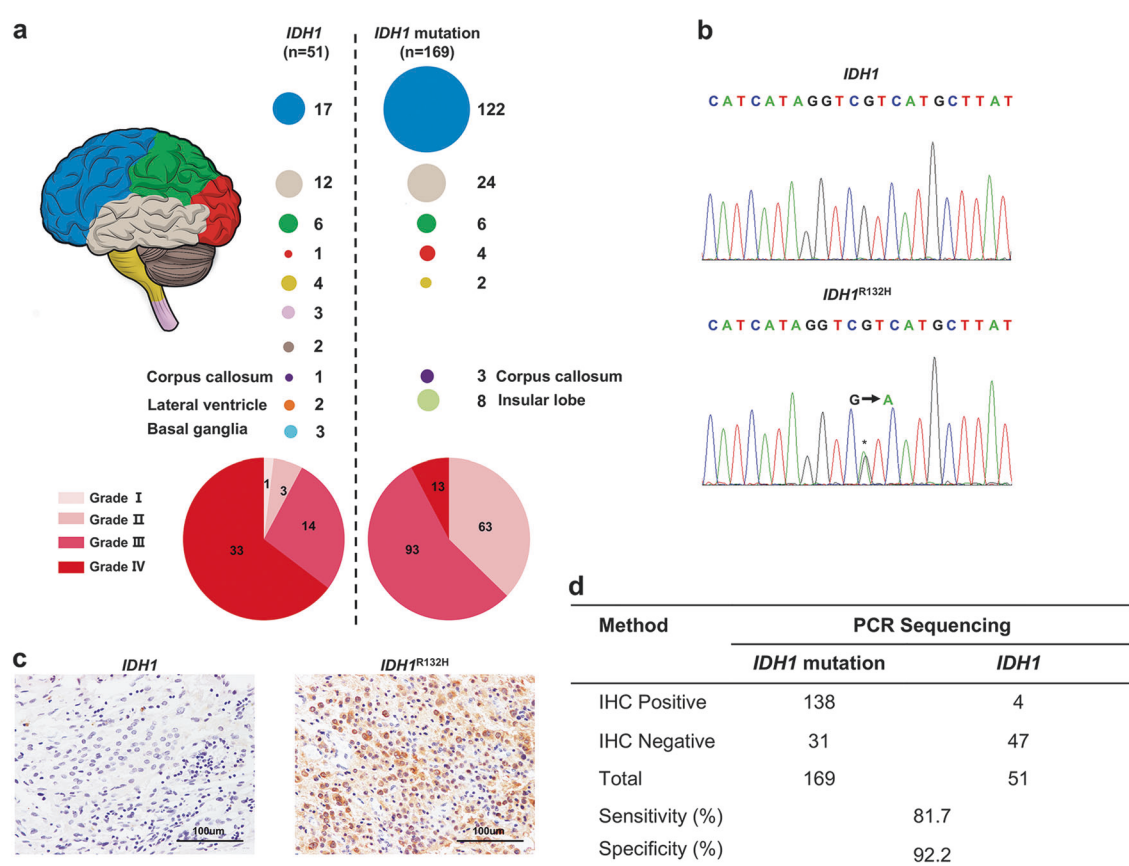 a
IDH1
(n=51)
IDH1 mutation
(n=169)
17
122
12
24
6
6
1
4
4
2
3
2
Corpus callosum
1
3 Corpus callosum
Lateral ventricle
2
8 Insular lobe
Basal ganglia
3
Grade I
Grade II
Grade III
Grade IV
1
3
14
33
13
63
93
b
IDH1
CATCATAGGTCGTCATGCTTAT
IDH1R132H
CATCATAGGTCGTCATGCTTAT
G→A
*
c
IDH1
IDH1R132H
100um
100um
d
Method
PCR Sequencing
IDH1 mutation
IDH1
IHC Positive 138 4
IHC Negative 31 47
Total 169 51
Sensitivity (%) 81.7
Specificity (%) 92.2